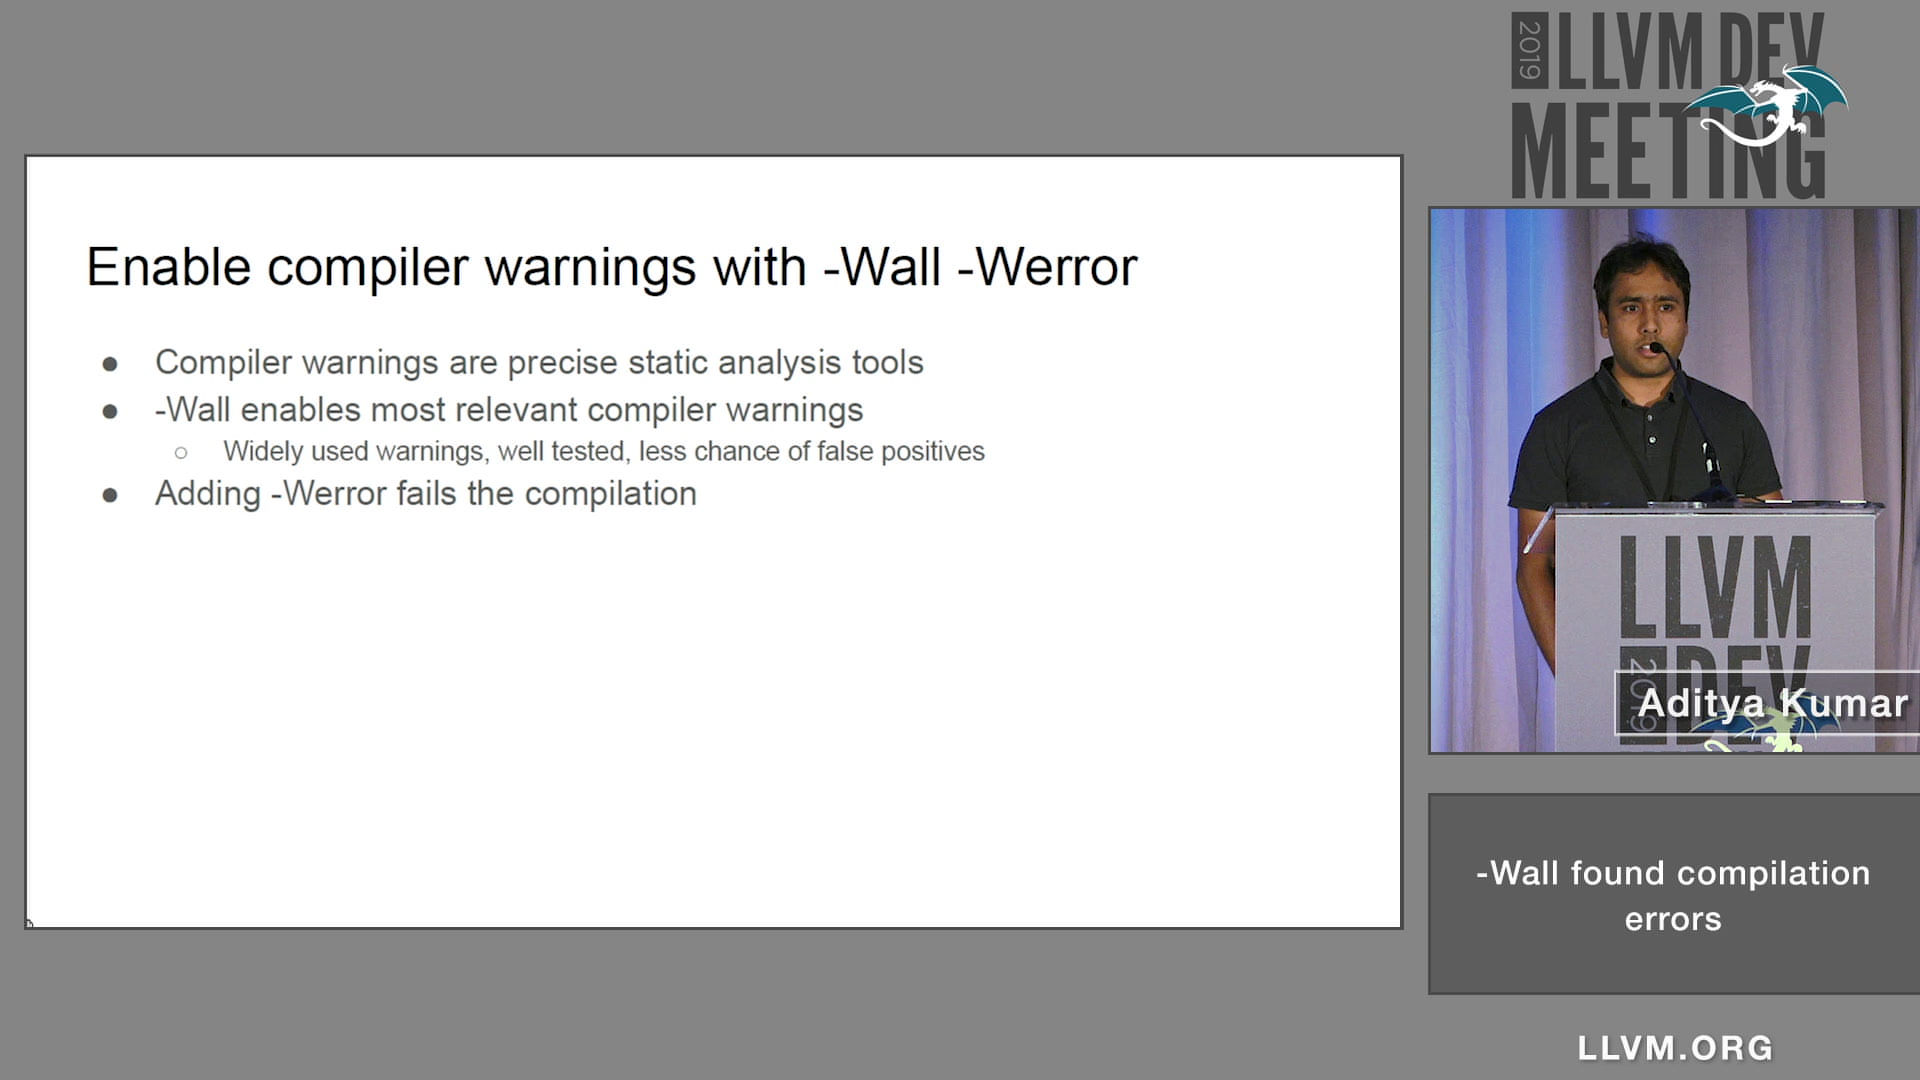 2019 LLVM DEV
MEETING
Enable compiler warnings with -Wall -Werror
● Compiler warnings are precise static analysis tools
● -Wall enables most relevant compiler warnings
○ Widely used warnings, well tested, less chance of false positives
● Adding -Werror fails the compilation
LLVM
2019 DEV
Aditya Kumar
-Wall found compilation
errors
LLVM.ORG